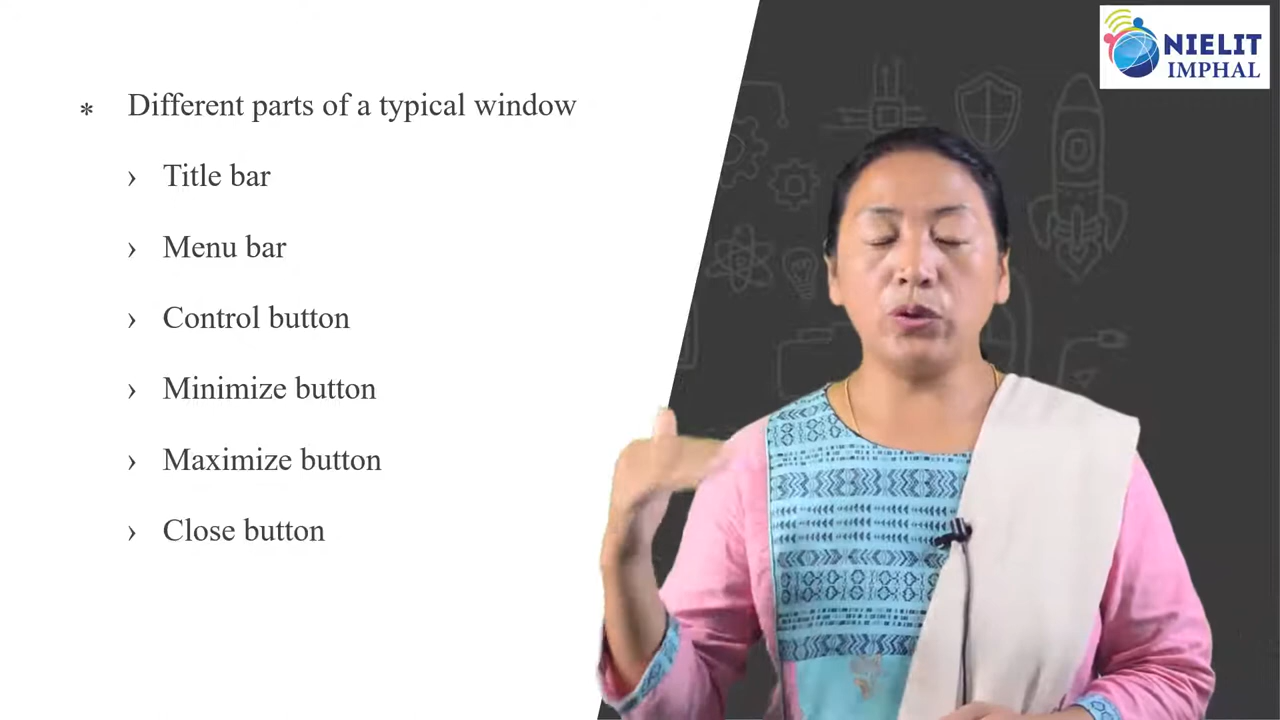 * Different parts of a typical window
› Title bar
› Menu bar
› Control button
› Minimize button
› Maximize button
› Close button
NIELIT
IMPHAL